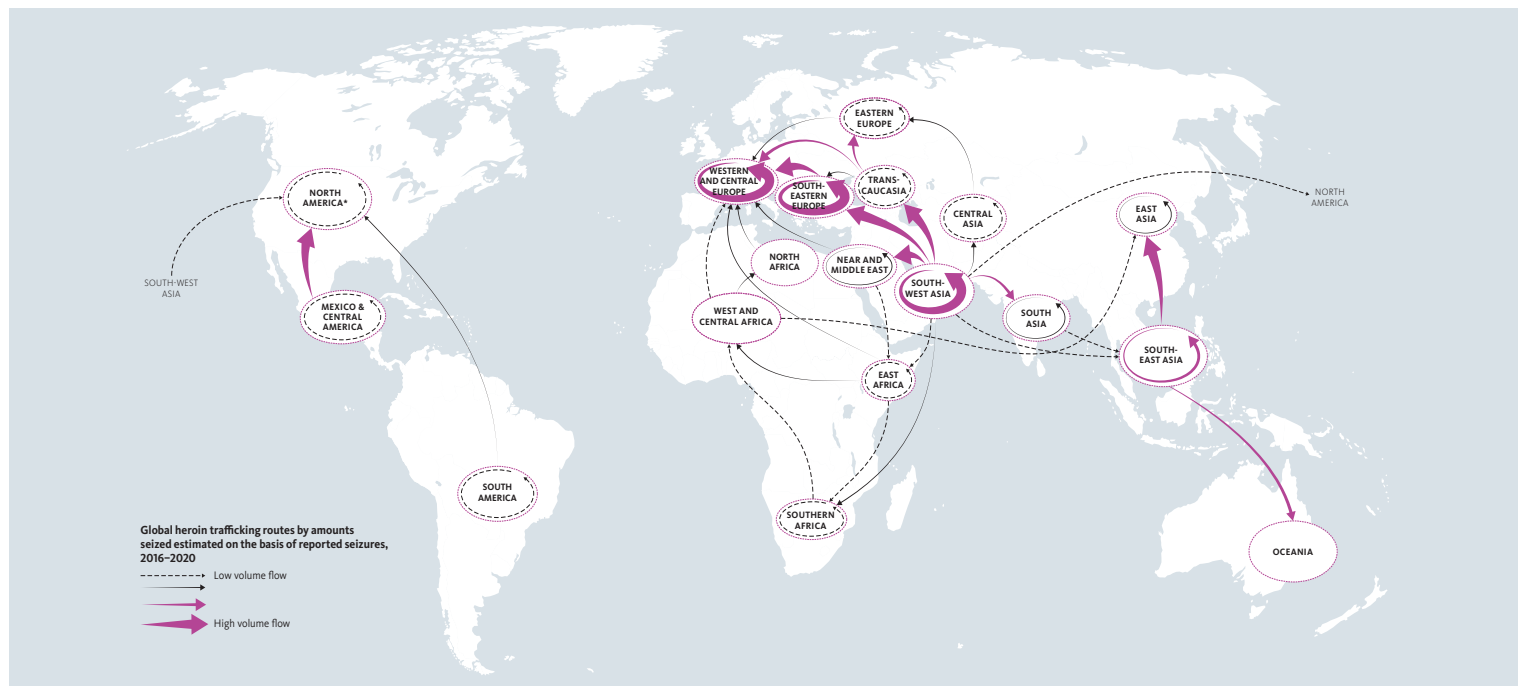 EASTERN
EUROPE
WESTERN
AND CENTRAL
EUROPE
SOUTH-
EASTERN
EUROPE
TRANS-
CAUCASIA
NORTH
AMERICA*
CENTRAL
ASIA
EAST
ASIA
NORTH
AMERICA
NORTH
AFRICA
NEAR AND
MIDDLE EAST
SOUTH-
WEST ASIA
SOUTH-WEST
ASIA
MEXICO &
CENTRAL
AMERICA
WEST AND
CENTRAL AFRICA
SOUTH
ASIA
SOUTH-
EAST ASIA
EAST
AFRICA
SOUTH
AMERICA
SOUTHERN
AFRICA
OCEANIA
Global heroin trafficking routes by amounts
seized estimated on the basis of reported seizures,
2016–2020
Low volume flow
High volume flow